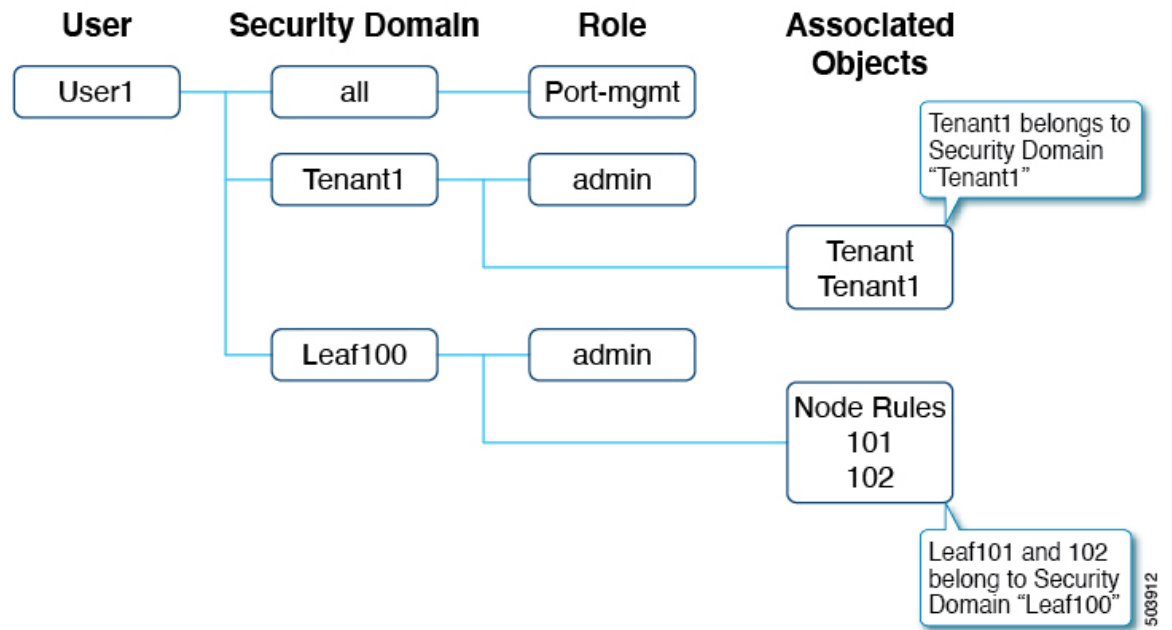 User
Security Domain
Role
Associated
Objects
User1
all
Port-mgmt
Tenant1 belongs to
Security Domain
“Tenant1”
Tenant1
admin
Tenant
Tenant1
Leaf100
admin
Node Rules
101
102
Leaf101 and 102
belong to Security
Domain “Leaf100”
503912